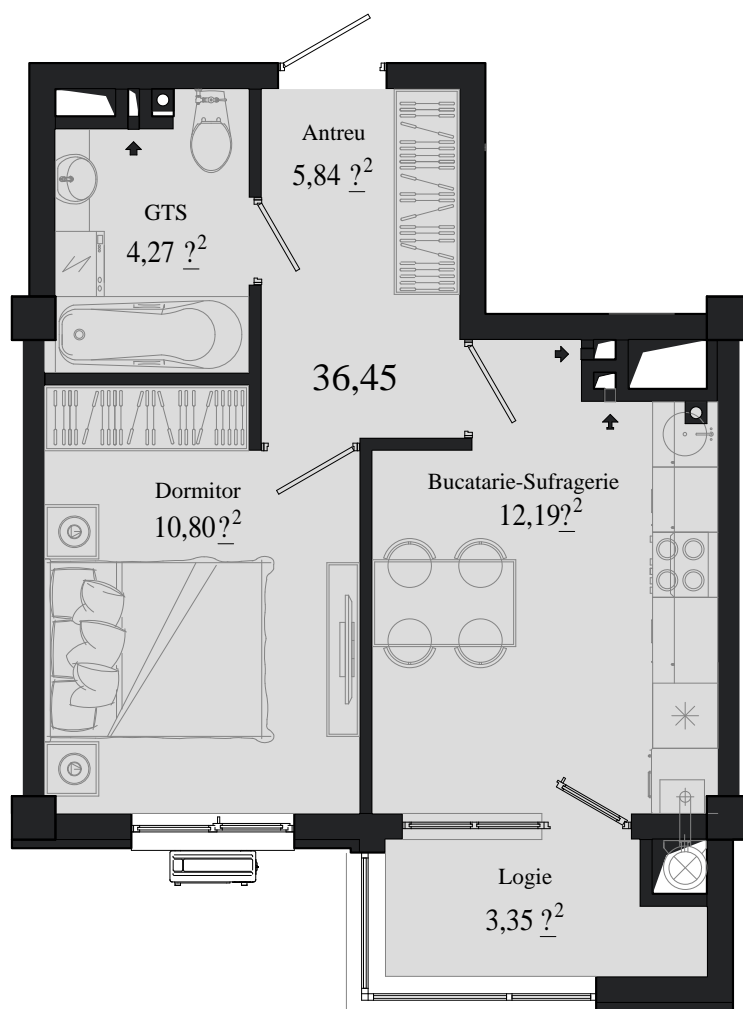 Antreu
5,84 ?²
GTS
4,27 ?²
36,45
Dormitor
10,80?²
Bucatarie-Sufragerie
12,19?²
Logie
3,35 ?²